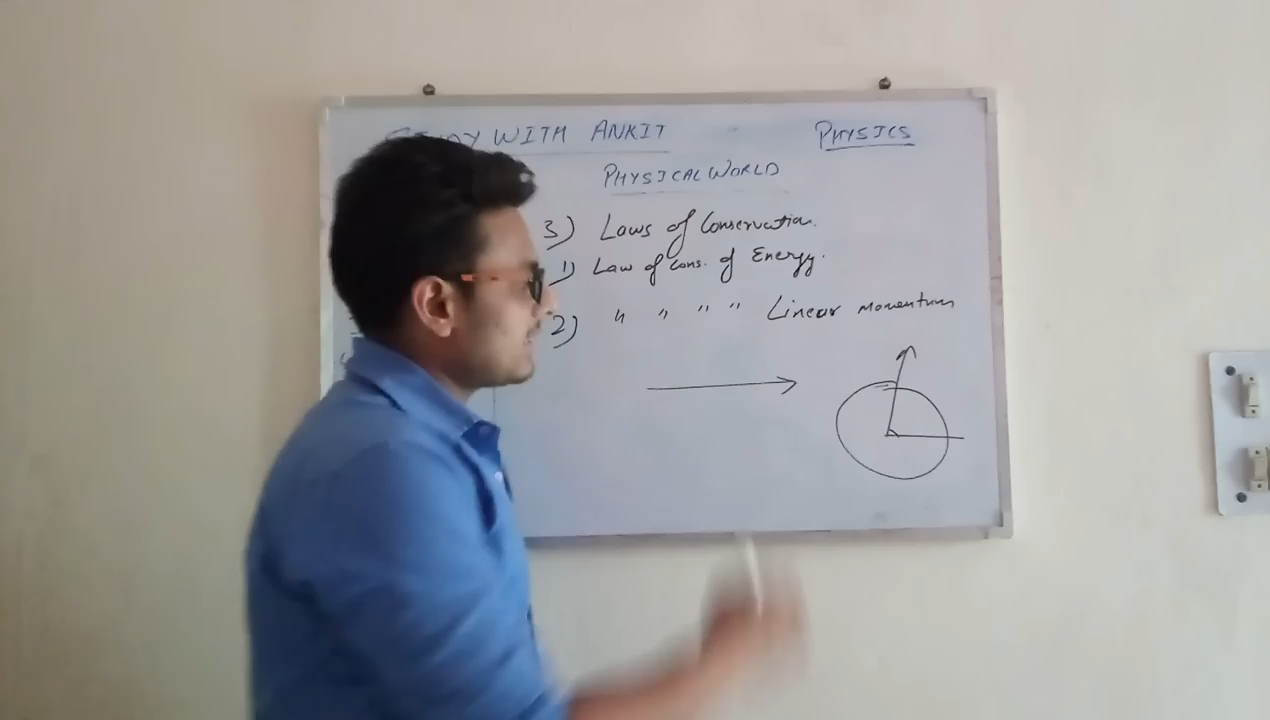 STUDY WITH ANKIT
PHYSICS
PHYSICAL WORLD
3) Laws of Conservation.
1) Law of Cons. of Energy.
2) " " " " Linear momentum